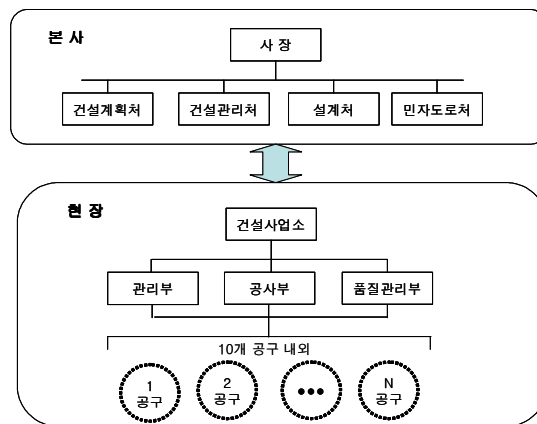 본 사
사 장
건설계획처 건설관리처 설계처 민자도로처
현 장
건설사업소
관리부 공사부 품질관리부
10개 공구 내외
1 공구
2 공구
•••
N 공구